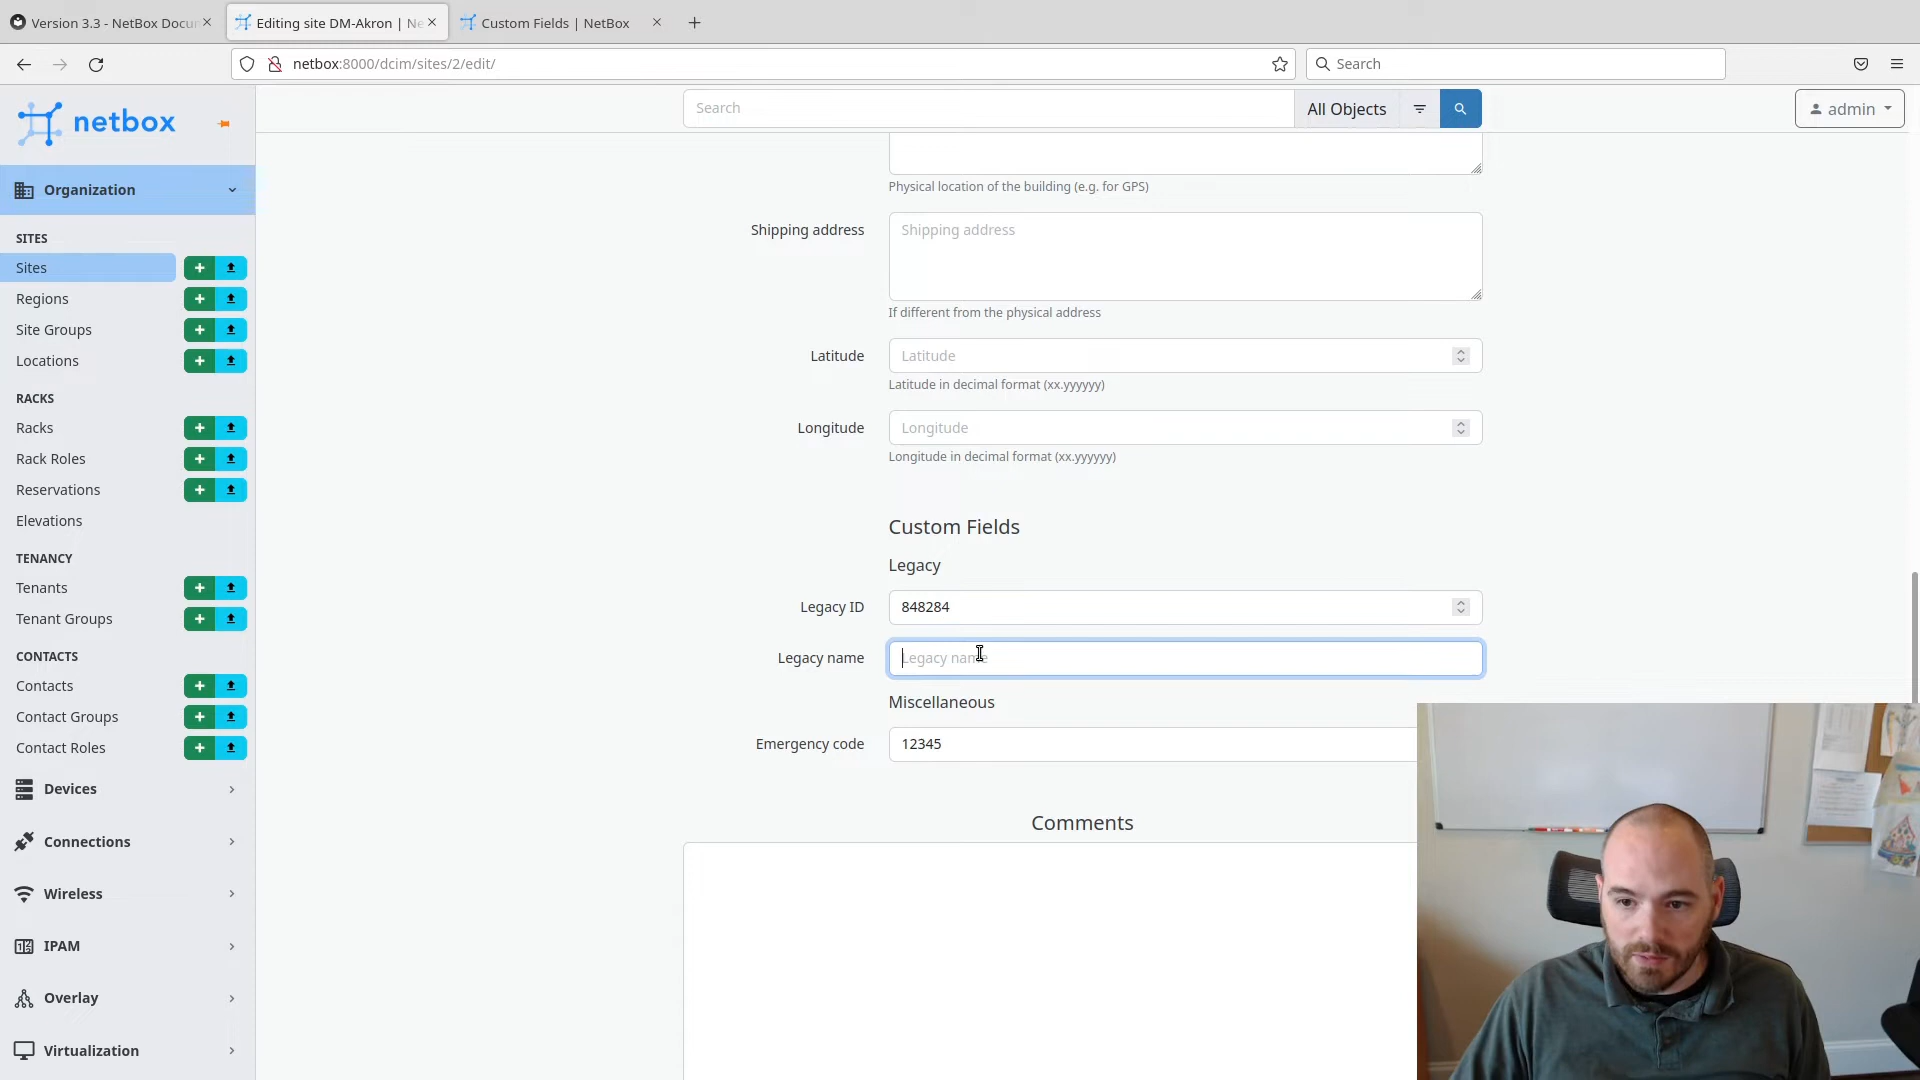 Version 3.3 - NetBox Docu
Editing site DM-Akron | Ne
Custom Fields | NetBox
netbox:8000/dcim/sites/2/edit/
Search
netbox
Search
All Objects
admin
Organization
SITES
Sites
Regions
Site Groups
Locations
RACKS
Racks
Rack Roles
Reservations
Elevations
TENANCY
Tenants
Tenant Groups
CONTACTS
Contacts
Contact Groups
Contact Roles
Devices
Connections
Wireless
IPAM
Overlay
Virtualization
Physical location of the building (e.g. for GPS)
Shipping address
Shipping address
If different from the physical address
Latitude
Latitude
Latitude in decimal format (xx.yyyyyy)
Longitude
Longitude
Longitude in decimal format (xx.yyyyyy)
Custom Fields
Legacy
Legacy ID
848284
Legacy name
Legacy name
Miscellaneous
Emergency code
12345
Comments